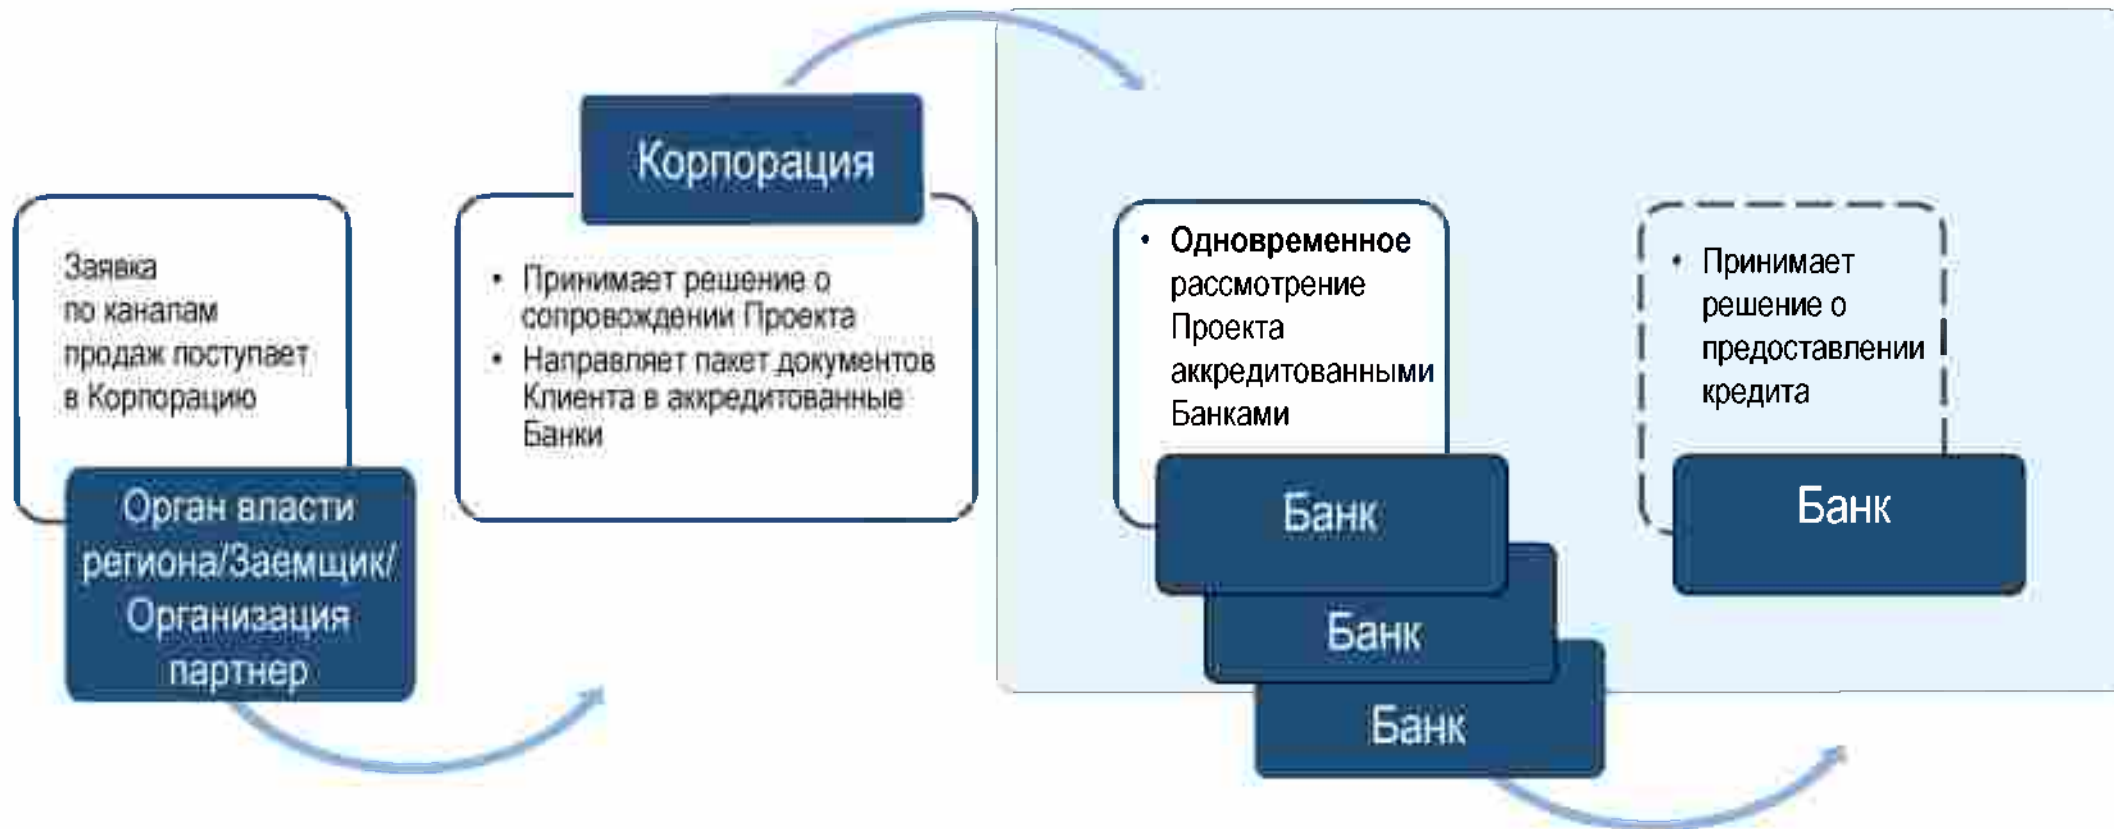 Заявка
по каналам
продаж поступает
в Корпорацию
Орган власти
региона/Заемщик/
Организация
партнер
Корпорация
• Принимает решение о
сопровождении Проекта
• Направляет пакет документов
Клиента в аккредитованные
Банки
• Одновременное
рассмотрение
Проекта
аккредитованными
Банками
Банк
Банк
Банк
• Принимает
решение о
предоставлении
кредита
Банк